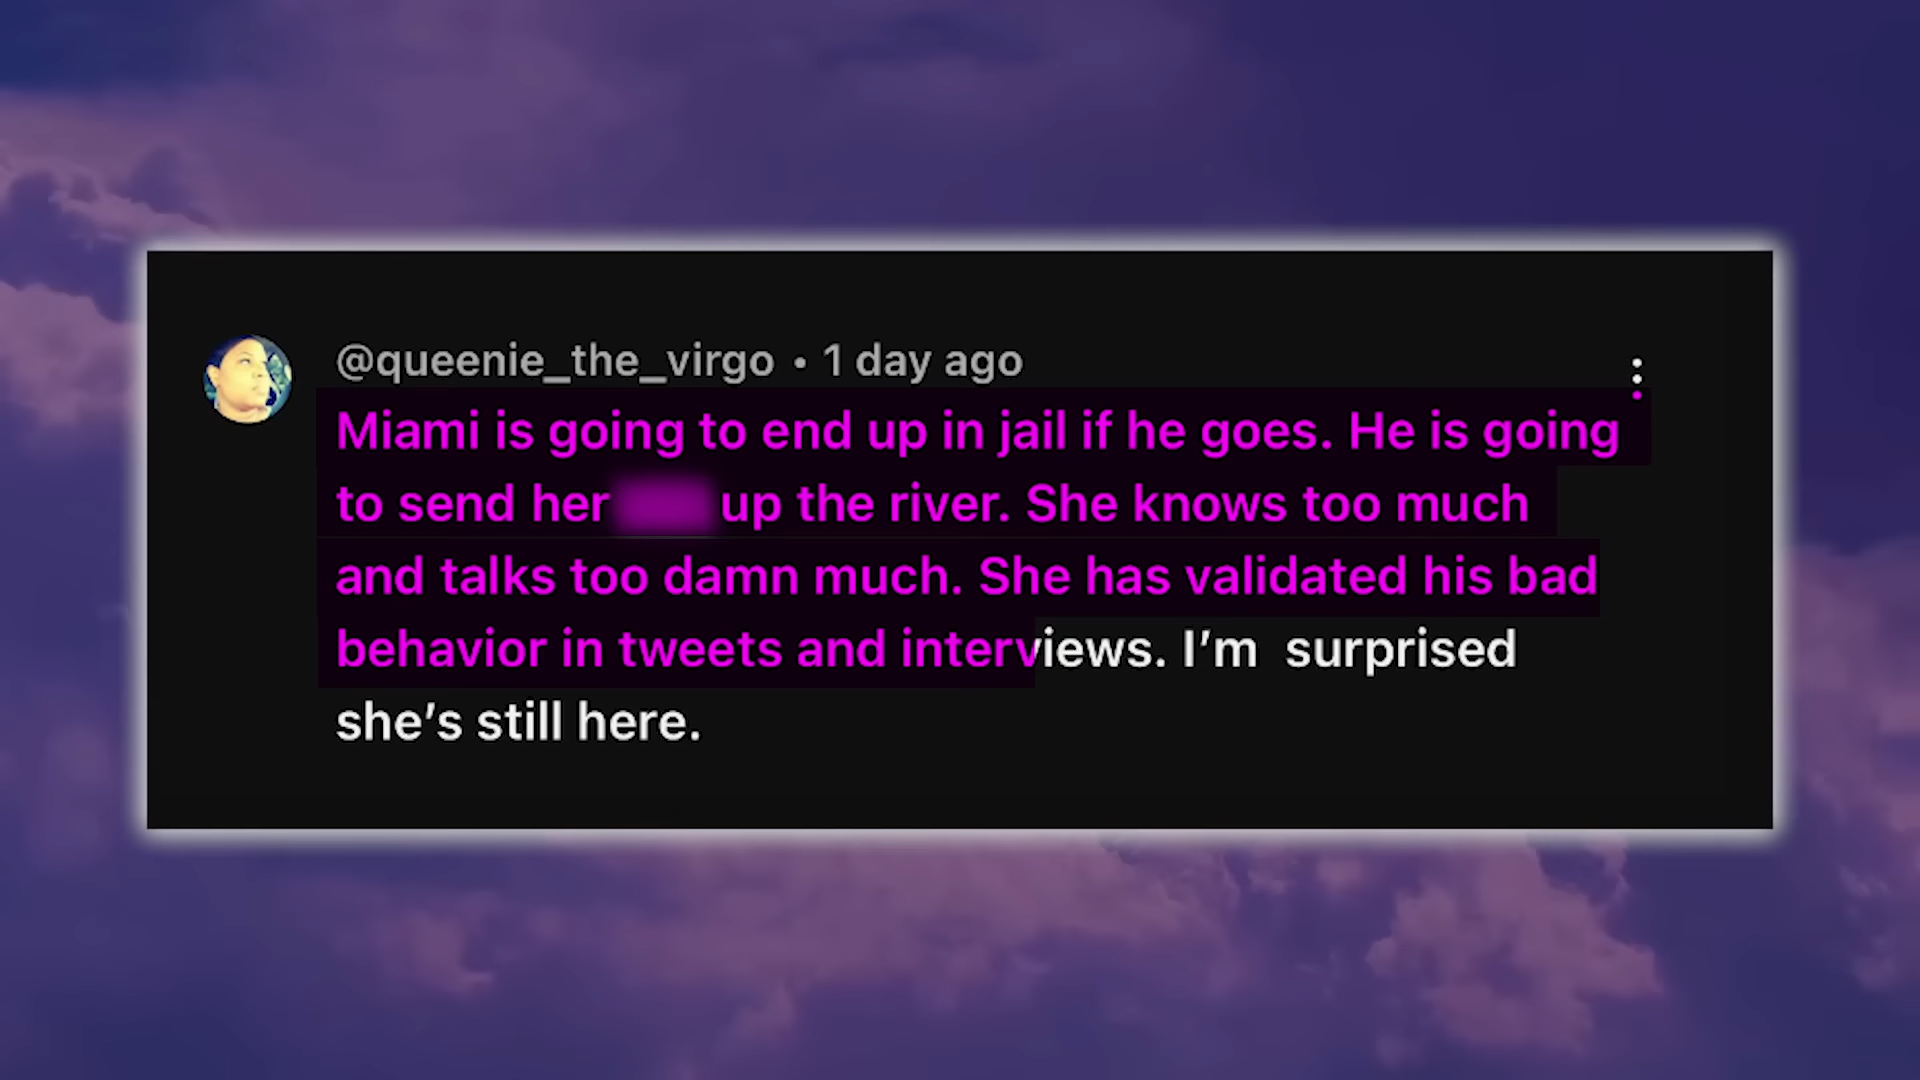 @queenie_the_virgo • 1 day ago
Miami is going to end up in jail if he goes. He is going
to send her up the river. She knows too much
and talks too damn much. She has validated his bad
behavior in tweets and interviews. I’m  surprised
she’s still here.